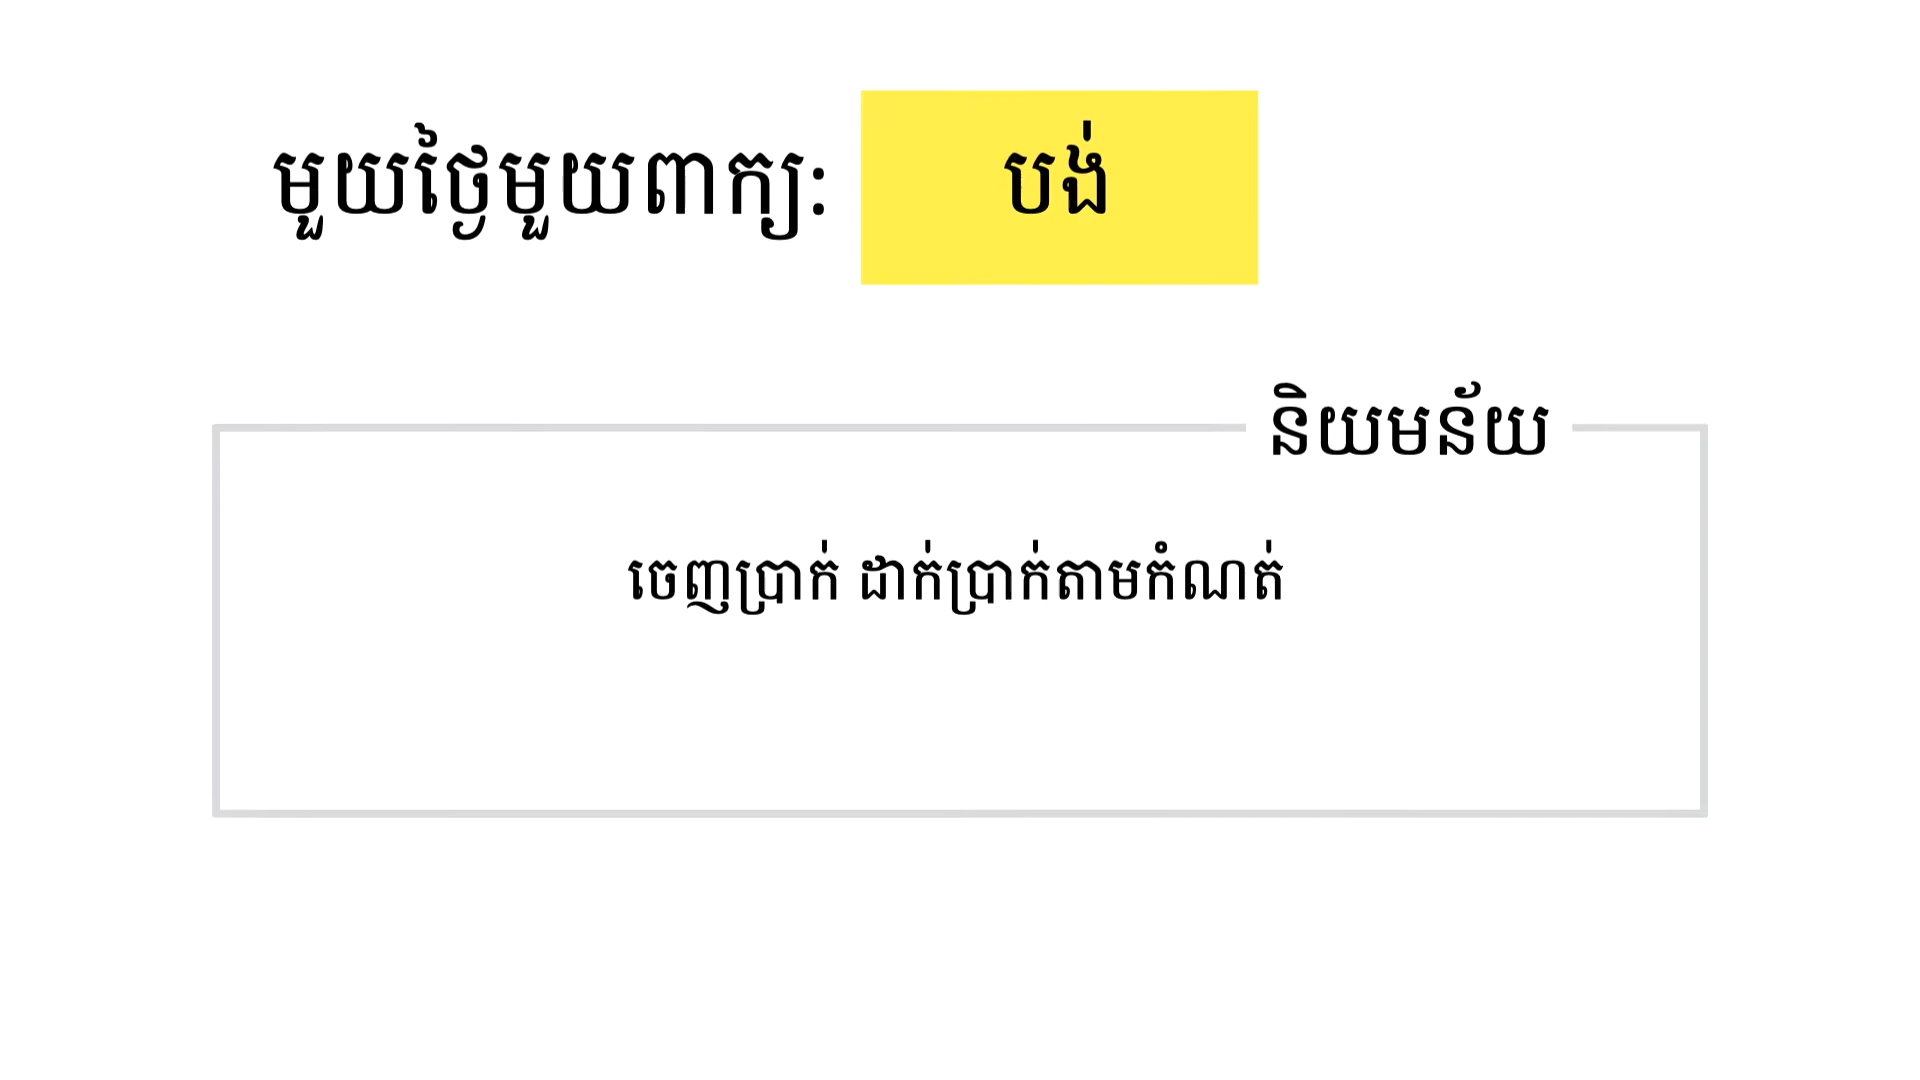 មួយថ្ងៃមួយពាក្យ: បង់
និយមន័យ
ចេញប្រាក់ ដាក់ប្រាក់តាមកំណត់